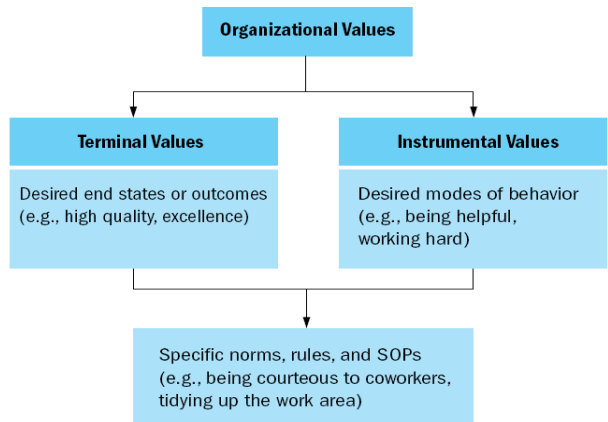 Organizational Values
Terminal Values
Desired end states or outcomes
(e.g., high quality, excellence)
Instrumental Values
Desired modes of behavior
(e.g., being helpful,
working hard)
Specific norms, rules, and SOPs
(e.g., being courteous to coworkers,
tidying up the work area)